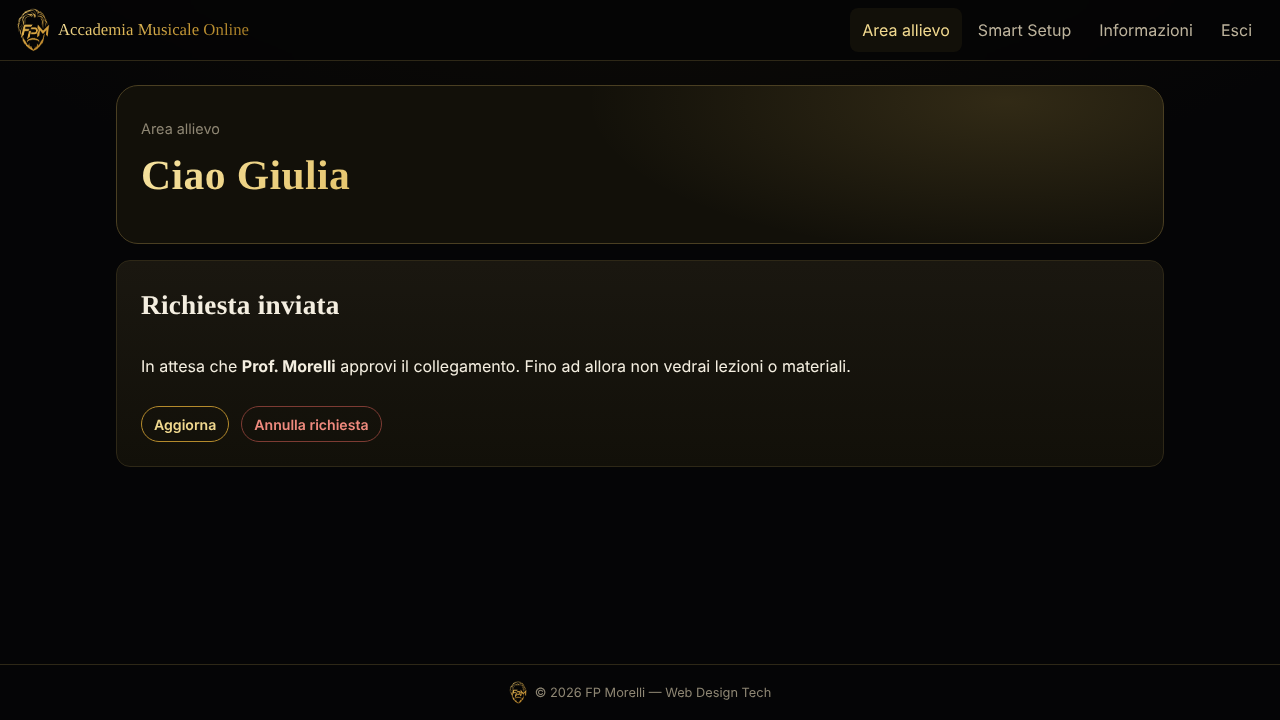 FPM Accademia Musicale Online
Area allievo Smart Setup Informazioni Esci
Area allievo
Ciao Giulia
Richiesta inviata
In attesa che Prof. Morelli approvi il collegamento. Fino ad allora non vedrai lezioni o materiali.
Aggiorna Annulla richiesta
FPM © 2026 FP Morelli — Web Design Tech